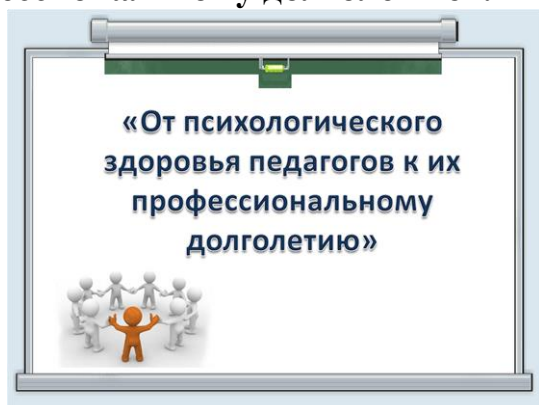 «От психологического
здоровья педагогов к их
профессиональному
долголетию»